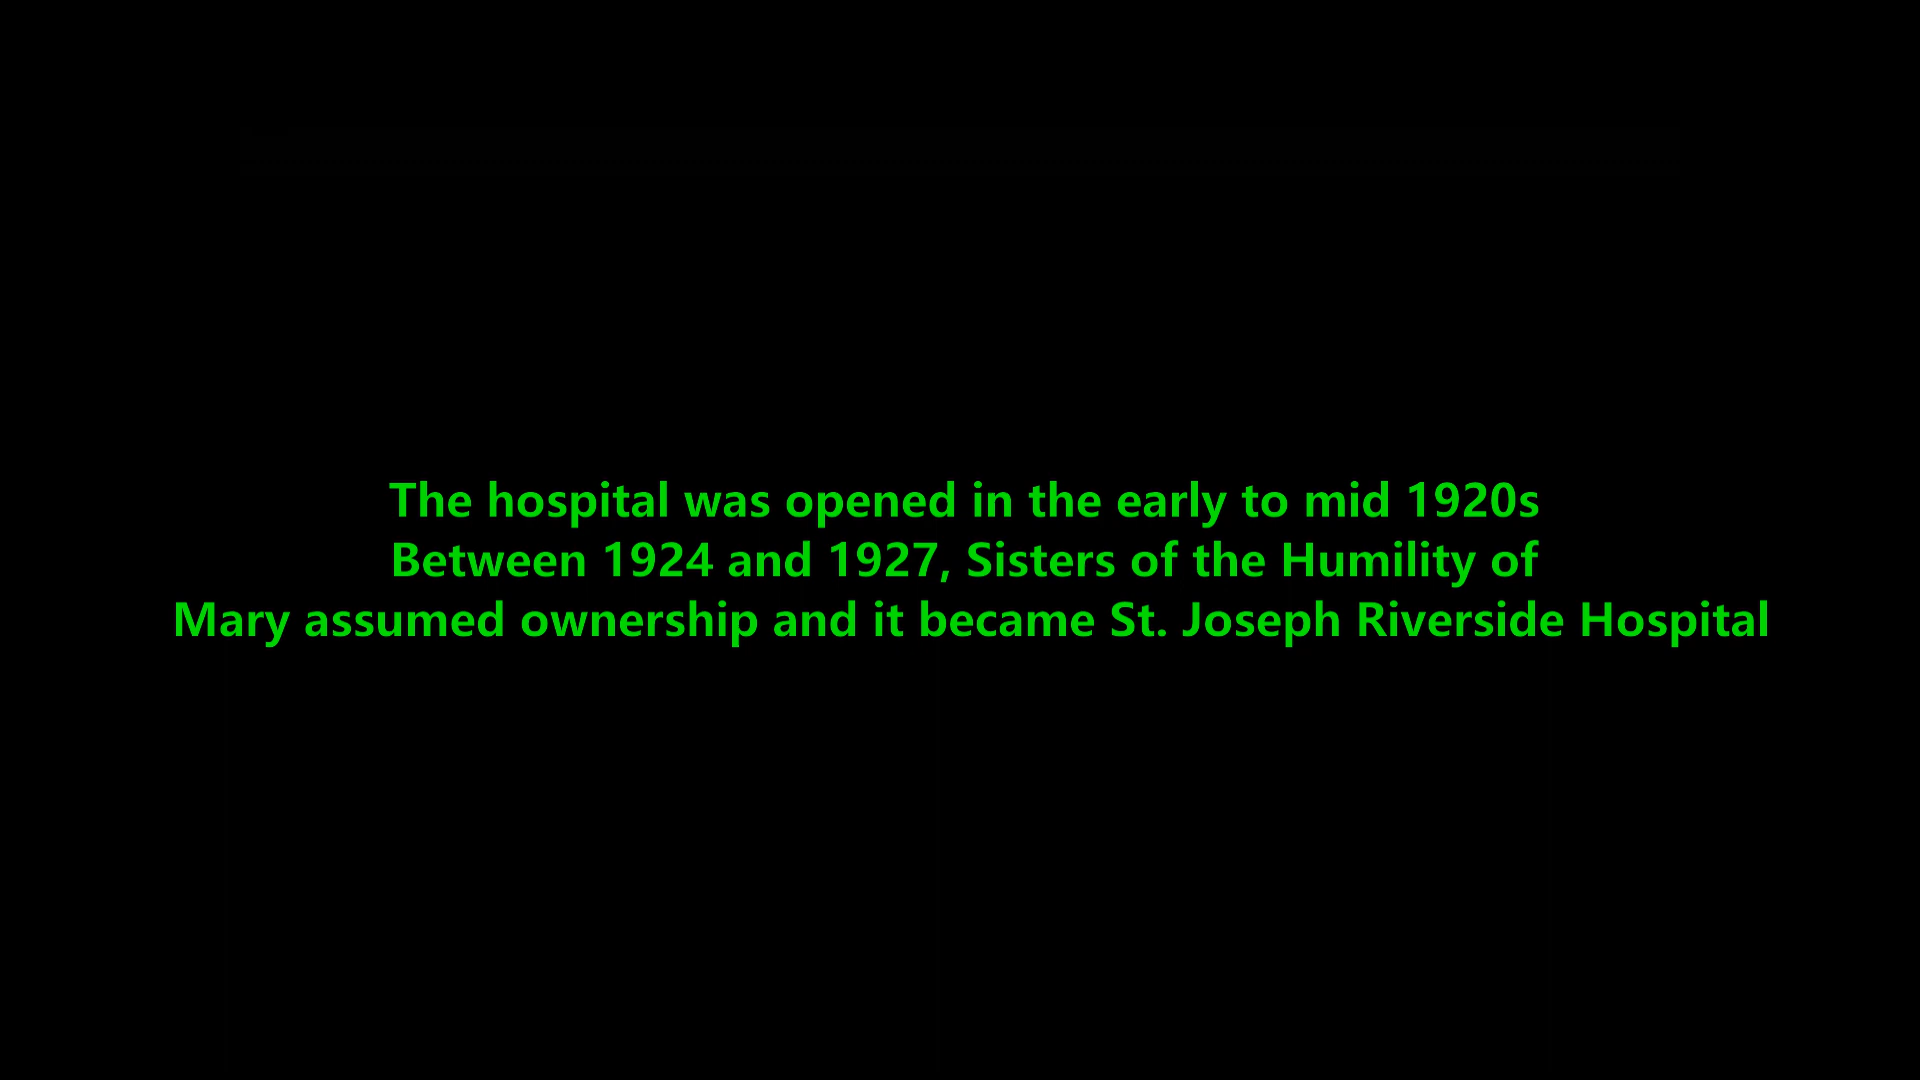 The hospital was opened in the early to mid 1920s
Between 1924 and 1927, Sisters of the Humility of
Mary assumed ownership and it became St. Joseph Riverside Hospital